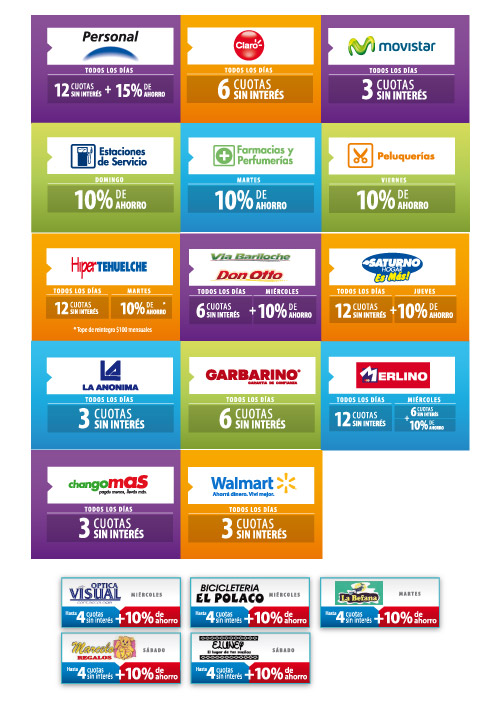 Personal
TODOS LOS DÍAS
12 CUOTAS SIN INTERÉS + 15% DE AHORRO
Claro
TODOS LOS DÍAS
6 CUOTAS SIN INTERÉS
movistar
TODOS LOS DÍAS
3 CUOTAS SIN INTERÉS
Estaciones de Servicio
DOMINGO
10% DE AHORRO
Farmacias y Perfumerías
MARTES
10% DE AHORRO
Peluquerías
VIERNES
10% DE AHORRO
HiperTEHUELCHE
TODOS LOS DÍAS
12 CUOTAS SIN INTERÉS
MARTES
10% DE AHORRO *
* Tope de reintegro $100 mensuales
Via Bariloche
Don Otto
TODOS LOS DÍAS
MIÉRCOLES
6 CUOTAS SIN INTERÉS +10% DE AHORRO
SATURNO
HOGAR
Es Más!
TODOS LOS DÍAS
JUEVES
12 CUOTAS SIN INTERÉS +10% DE AHORRO
LA ANONIMA
TODOS LOS DÍAS
3 CUOTAS SIN INTERÉS
GARBARINO
GARANTIA DE CONFIANZA
TODOS LOS DÍAS
6 CUOTAS SIN INTERÉS
MERLINO
TODOS LOS DÍAS
12 CUOTAS SIN INTERÉS
MIÉRCOLES
+ 6 CUOTAS SIN INTERÉS
+ 10% DE AHORRO
changomas
pagás menos, llevás más.
TODOS LOS DÍAS
3 CUOTAS SIN INTERÉS
Walmart
Ahorrá dinero. Viví mejor.
TODOS LOS DÍAS
3 CUOTAS SIN INTERÉS
OPTICA
VISUAL
MIÉRCOLES
Hasta 4 cuotas sin interés +10% de ahorro
BICICLETERIA
EL POLACO
MIÉRCOLES
Hasta 4 cuotas sin interés +10% de ahorro
La Befana
MARTES
Hasta 4 cuotas sin interés +10% de ahorro
Marcela
REGALOS
SÁBADO
Hasta 4 cuotas sin interés +10% de ahorro
ELUNEY
El lugar de tus sueños
SÁBADO
Hasta 4 cuotas sin interés +10% de ahorro